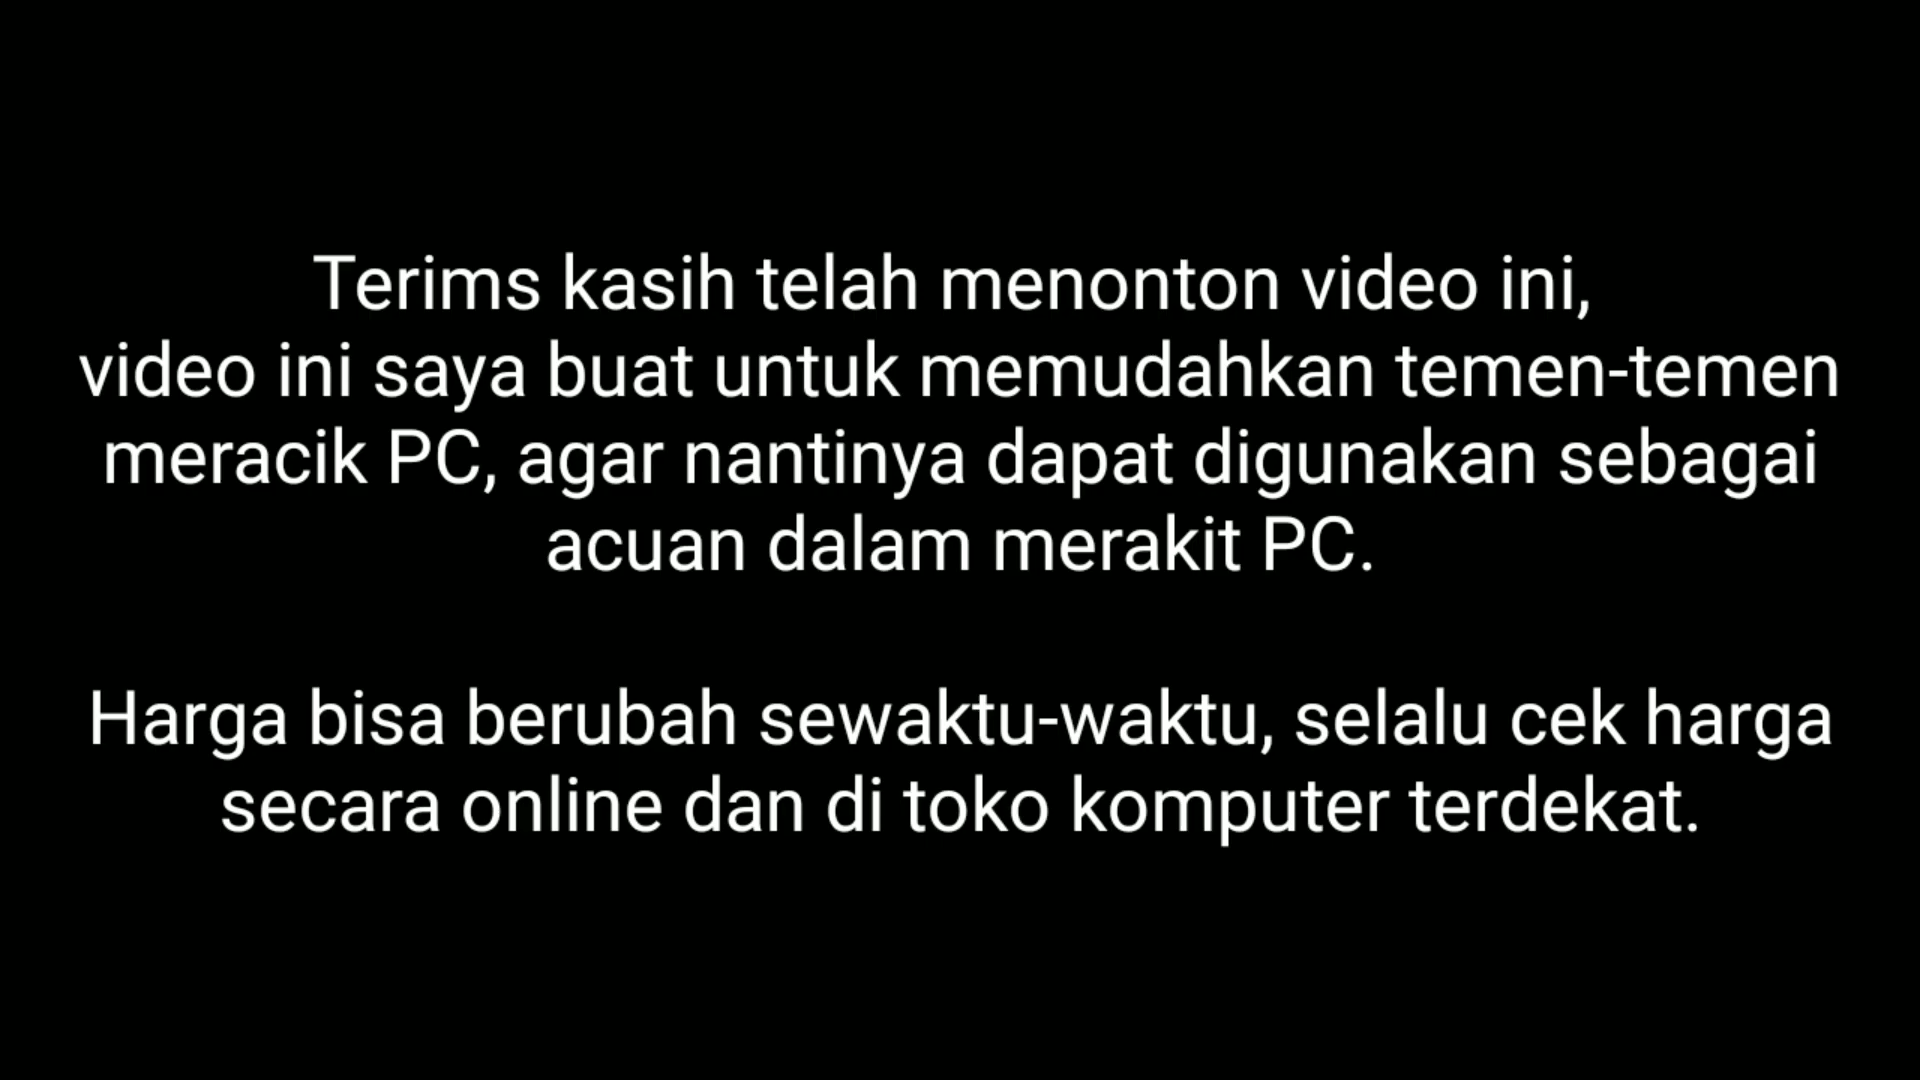 Terims kasih telah menonton video ini,
video ini saya buat untuk memudahkan temen-temen
meracik PC, agar nantinya dapat digunakan sebagai
acuan dalam merakit PC.
Harga bisa berubah sewaktu-waktu, selalu cek harga
secara online dan di toko komputer terdekat.